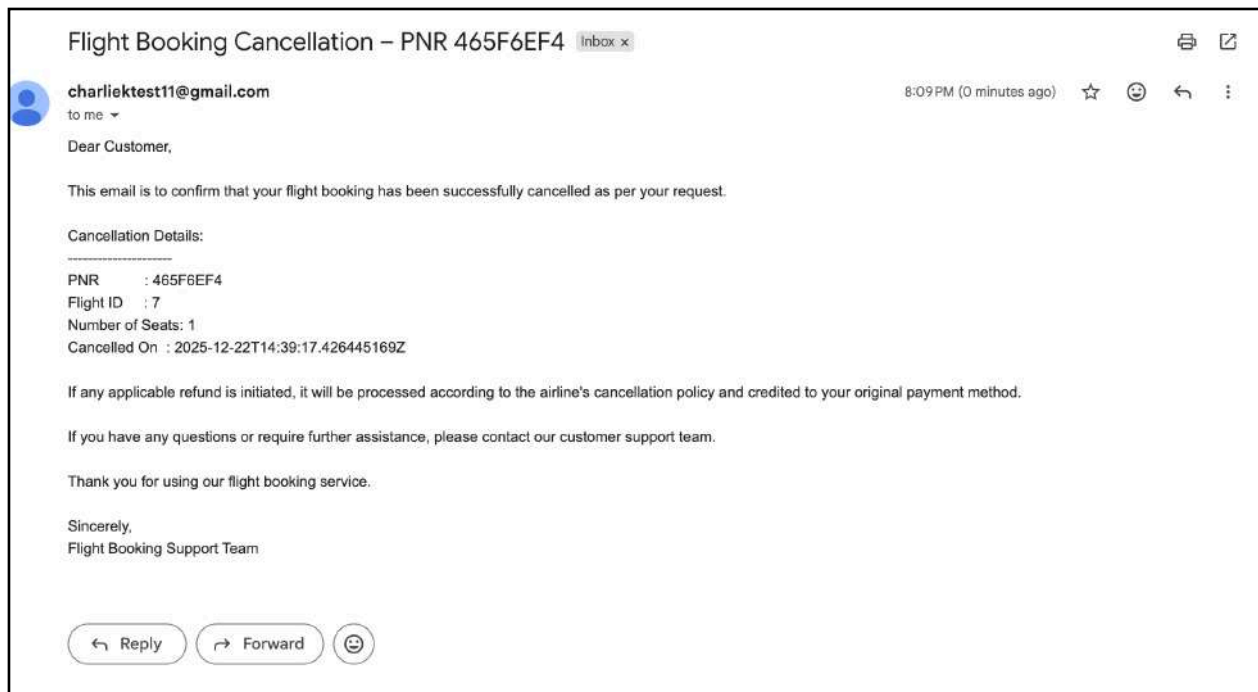 Flight Booking Cancellation – PNR 465F6EF4 Inbox x
charliektest11@gmail.com
8:09 PM (0 minutes ago)
to me
Dear Customer,
This email is to confirm that your flight booking has been successfully cancelled as per your request.
Cancellation Details:
---------------------
PNR : 465F6EF4
Flight ID : 7
Number of Seats: 1
Cancelled On : 2025-12-22T14:39:17.426445169Z
If any applicable refund is initiated, it will be processed according to the airline's cancellation policy and credited to your original payment method.
If you have any questions or require further assistance, please contact our customer support team.
Thank you for using our flight booking service.
Sincerely,
Flight Booking Support Team
Reply Forward